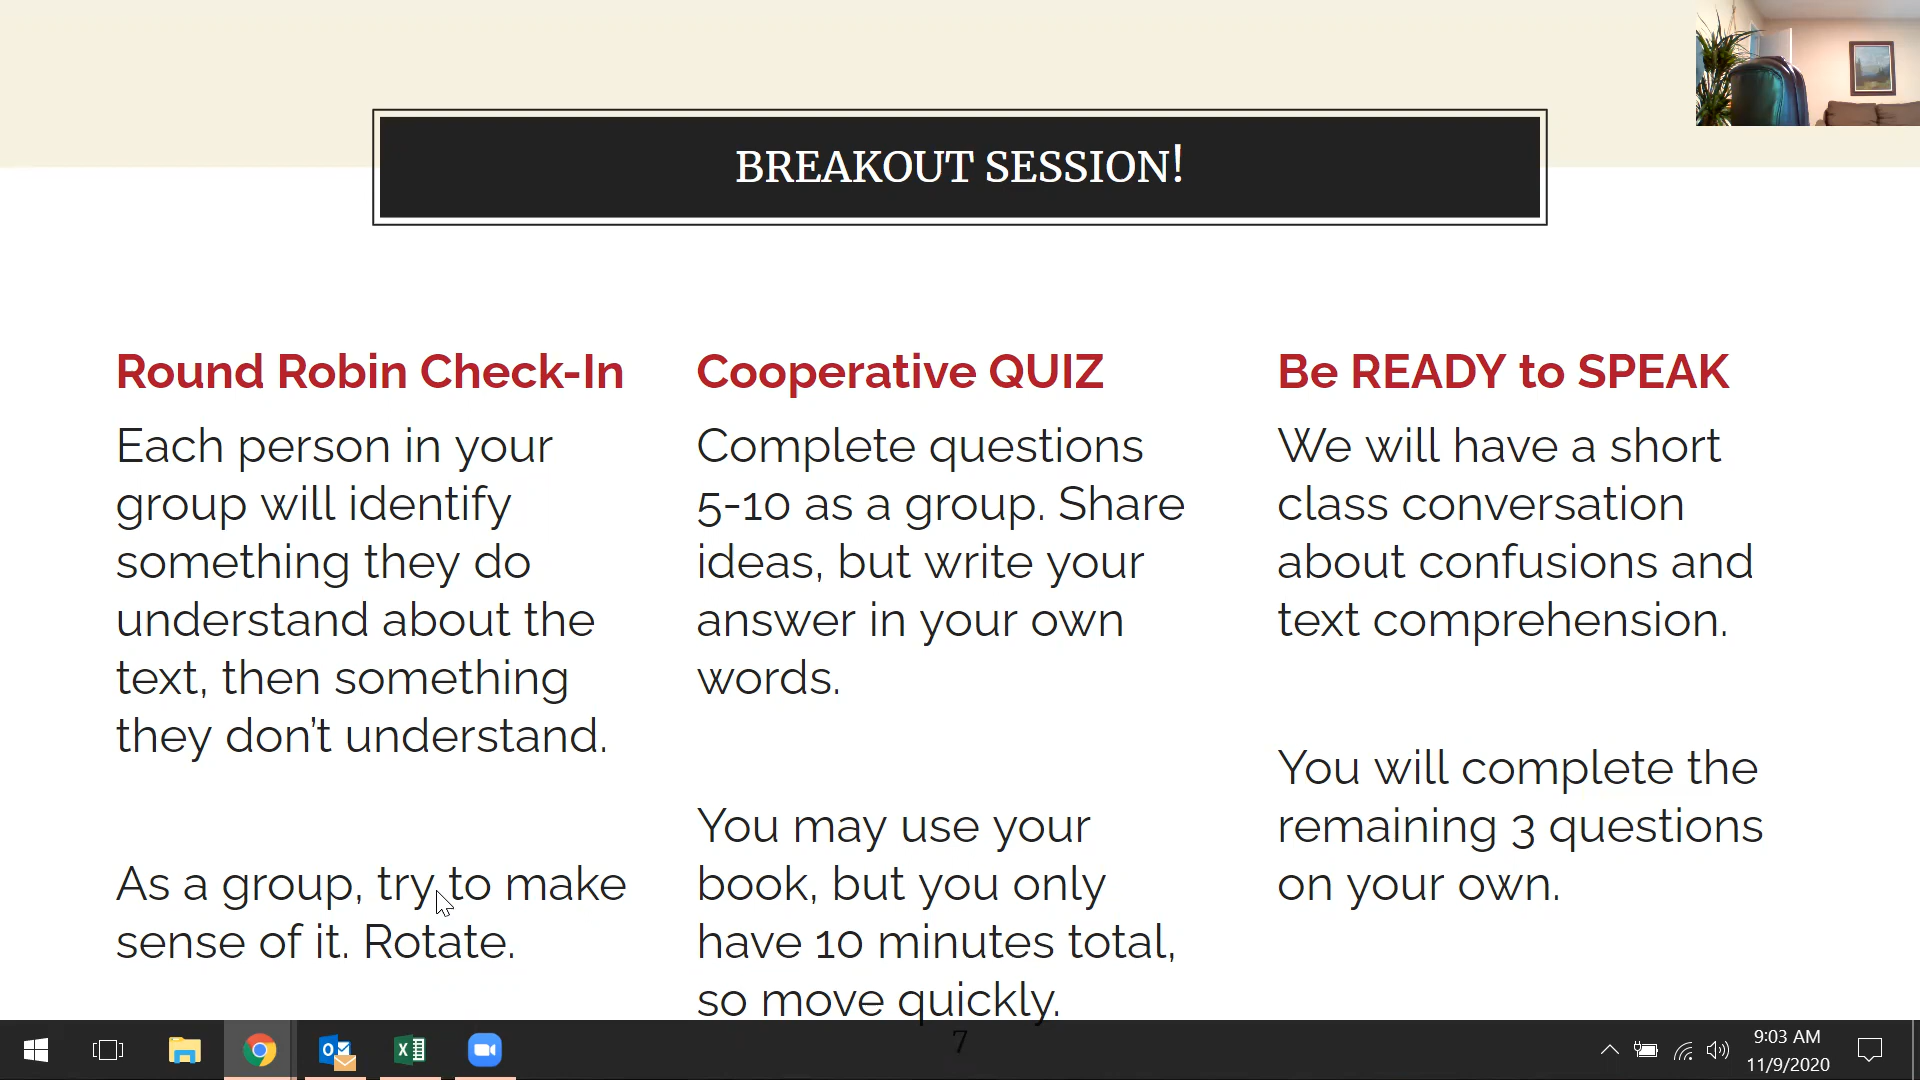 BREAKOUT SESSION!
Round Robin Check-In
Each person in your
group will identify
something they do
understand about the
text, then something
they don't understand.
As a group, try to make
sense of it. Rotate.
Cooperative QUIZ
Complete questions
5-10 as a group. Share
ideas, but write your
answer in your own
words.
You may use your
book, but you only
have 10 minutes total,
so move quickly.
Be READY to SPEAK
We will have a short
class conversation
about confusions and
text comprehension.
You will complete the
remaining 3 questions
on your own.
7
9:03 AM
11/9/2020